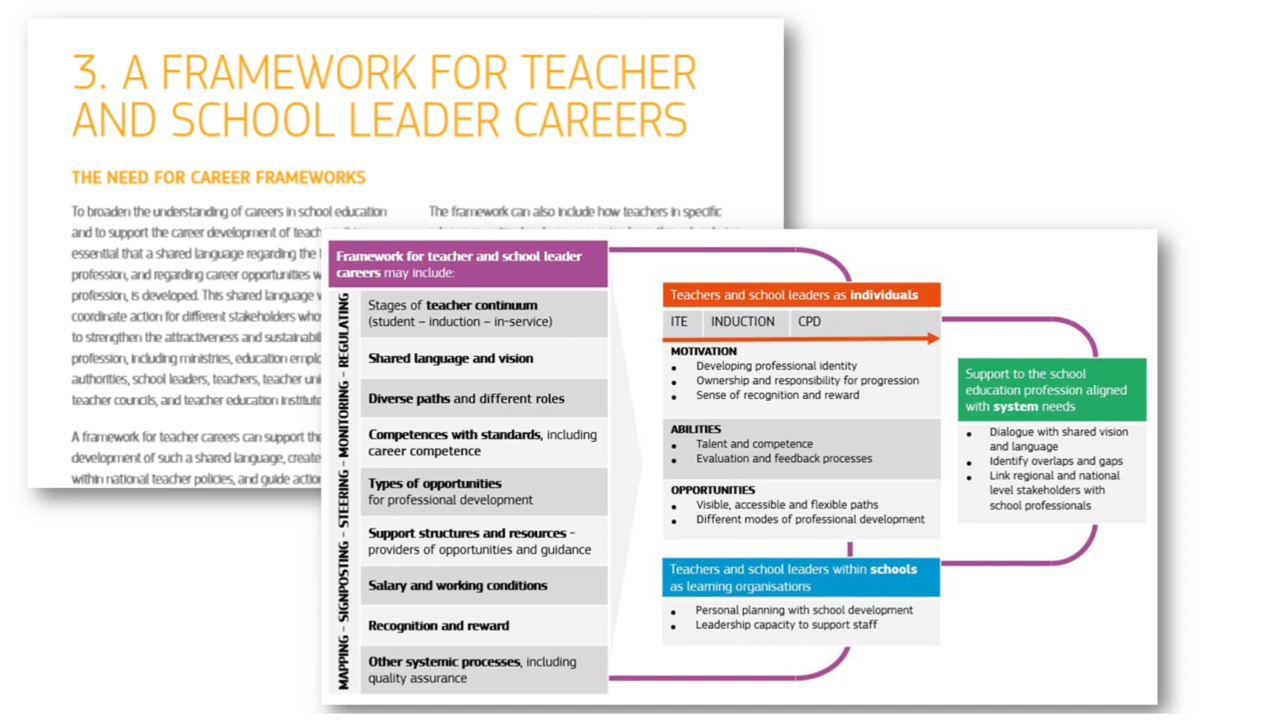 3. A FRAMEWORK FOR TEACHER
AND SCHOOL LEADER CAREERS
THE NEED FOR CAREER FRAMEWORKS
To broaden the understanding of careers in school education
and to support the career development of
essential that a shared language regarding the
profession, and regarding career opportunities
profession, is developed. This shared language
coordinate action for different stakeholders
to strengthen the attractiveness and
profession, including ministries, education
authorities, school leaders, teachers, teacher
teacher councils, and teacher education
A framework for teacher careers can support the
development of such a shared language, create
within national teacher policies, and guide
The framework can also include how teachers in specific
Framework for teacher and school leader
careers may include:
MAPPING – SIGNPOSTING – STEERING – MONITORING – REGULATING
Stages of teacher continuum
(student – induction – in-service)
Shared language and vision
Diverse paths and different roles
Competences with standards, including
career competence
Types of opportunities
for professional development
Support structures and resources -
providers of opportunities and guidance
Salary and working conditions
Recognition and reward
Other systemic processes, including
quality assurance
Teachers and school leaders as individuals
ITE INDUCTION CPD
MOTIVATION
• Developing professional identity
• Ownership and responsibility for progression
• Sense of recognition and reward
ABILITIES
• Talent and competence
• Evaluation and feedback processes
OPPORTUNITIES
• Visible, accessible and flexible paths
• Different modes of professional development
Teachers and school leaders within schools
as learning organisations
• Personal planning with school development
• Leadership capacity to support staff
Support to the school
education profession aligned
with system needs
• Dialogue with shared vision
and language
• Identify overlaps and gaps
• Link regional and national
level stakeholders with
school professionals